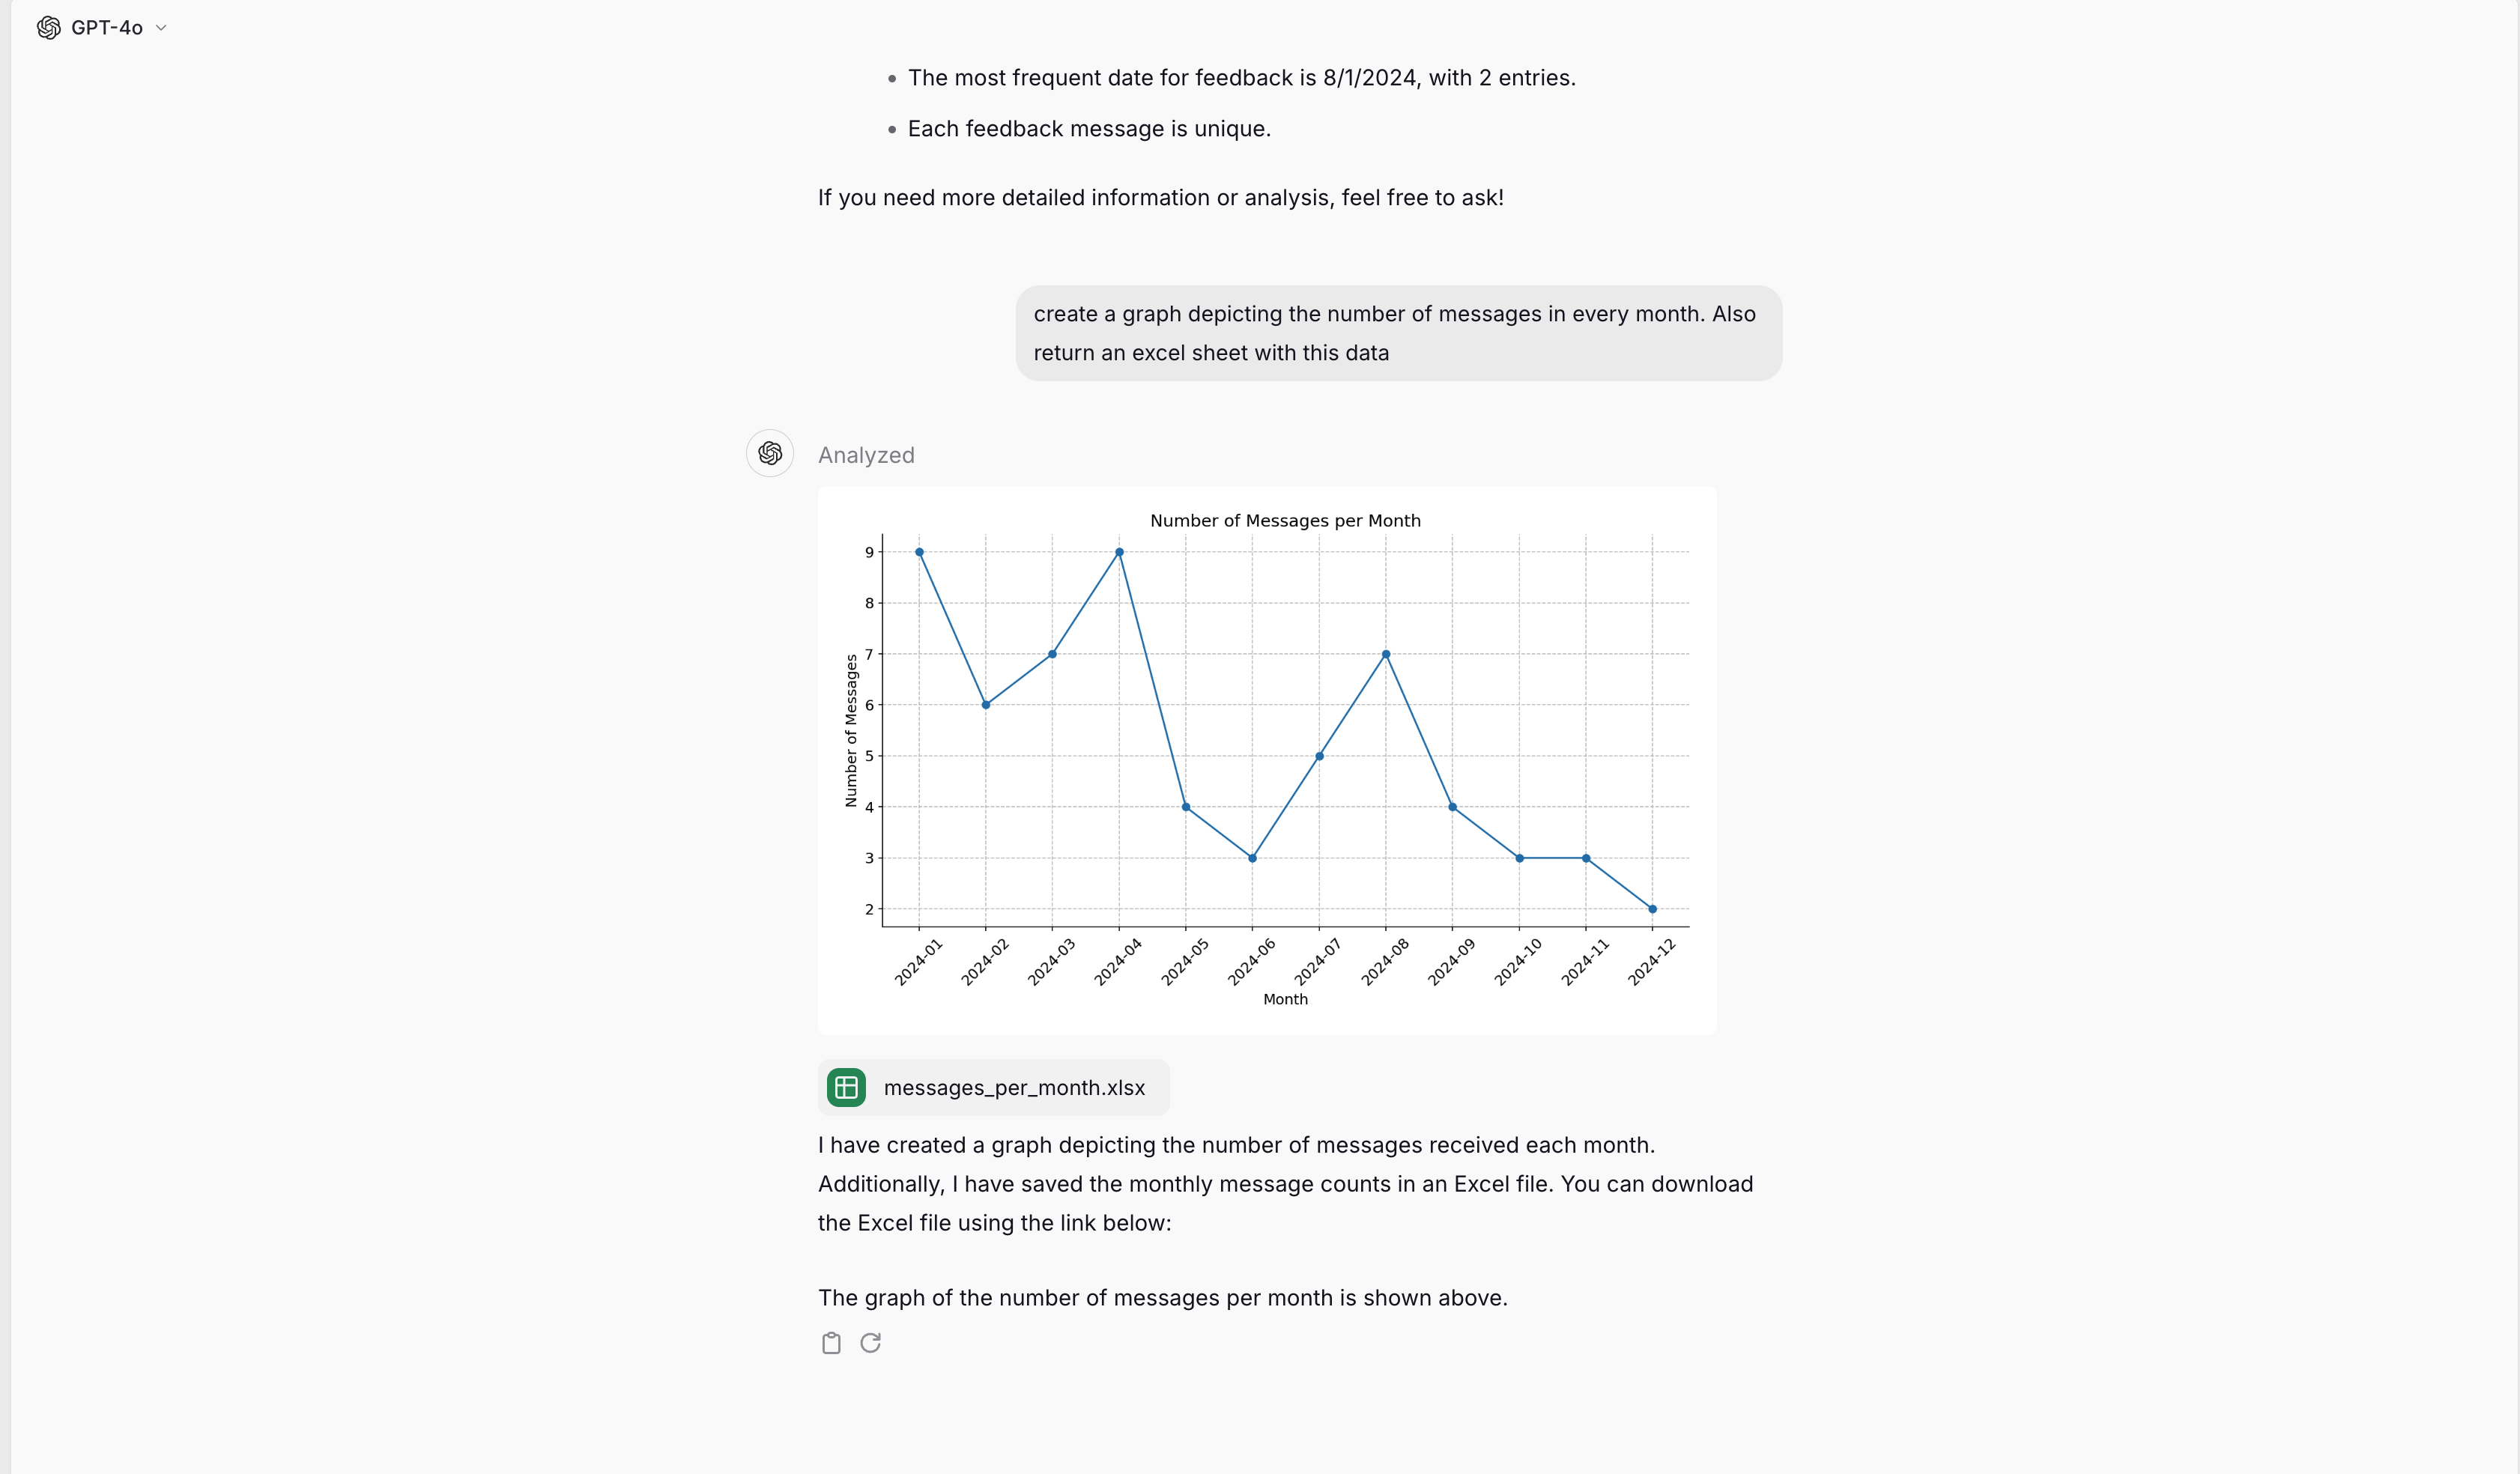 GPT-4o
The most frequent date for feedback is 8/1/2024, with 2 entries.
Each feedback message is unique.
If you need more detailed information or analysis, feel free to ask!
create a graph depicting the number of messages in every month. Also
return an excel sheet with this data
Analyzed
Number of Messages per Month
Number of Messages
9
8
7
6
5
4
3
2
2024-01 2024-02 2024-03 2024-04 2024-05 2024-06 2024-07 2024-08 2024-09 2024-10 2024-11 2024-12
Month
messages_per_month.xlsx
I have created a graph depicting the number of messages received each month.
Additionally, I have saved the monthly message counts in an Excel file. You can download
the Excel file using the link below:
The graph of the number of messages per month is shown above.